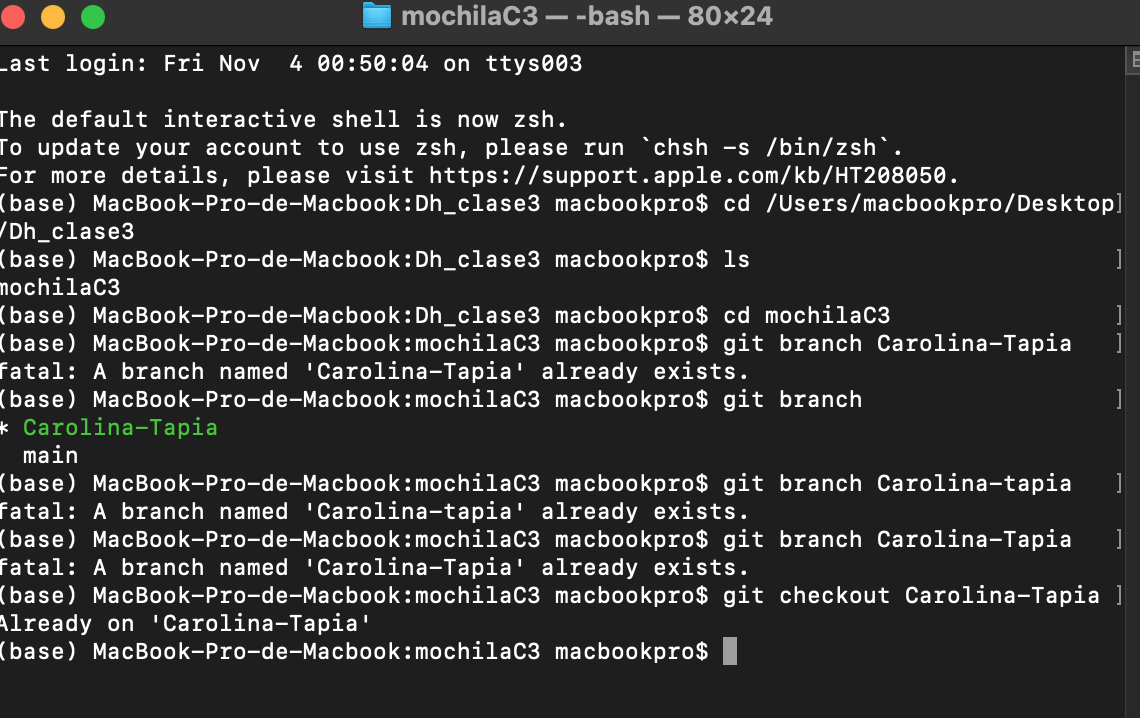 mochilaC3 — -bash — 80×24
Last login: Fri Nov  4 00:50:04 on ttys003
The default interactive shell is now zsh.
To update your account to use zsh, please run `chsh -s /bin/zsh`.
For more details, please visit https://support.apple.com/kb/HT208050.
(base) MacBook-Pro-de-Macbook:Dh_clase3 macbookpro$ cd /Users/macbookpro/Desktop]
/Dh_clase3
(base) MacBook-Pro-de-Macbook:Dh_clase3 macbookpro$ ls                          ]
mochilaC3
(base) MacBook-Pro-de-Macbook:Dh_clase3 macbookpro$ cd mochilaC3                ]
(base) MacBook-Pro-de-Macbook:mochilaC3 macbookpro$ git branch Carolina-Tapia   ]
fatal: A branch named 'Carolina-Tapia' already exists.
(base) MacBook-Pro-de-Macbook:mochilaC3 macbookpro$ git branch                  ]
* Carolina-Tapia
  main
(base) MacBook-Pro-de-Macbook:mochilaC3 macbookpro$ git branch Carolina-tapia   ]
fatal: A branch named 'Carolina-tapia' already exists.
(base) MacBook-Pro-de-Macbook:mochilaC3 macbookpro$ git branch Carolina-Tapia   ]
fatal: A branch named 'Carolina-Tapia' already exists.
(base) MacBook-Pro-de-Macbook:mochilaC3 macbookpro$ git checkout Carolina-Tapia ]
Already on 'Carolina-Tapia'
(base) MacBook-Pro-de-Macbook:mochilaC3 macbookpro$